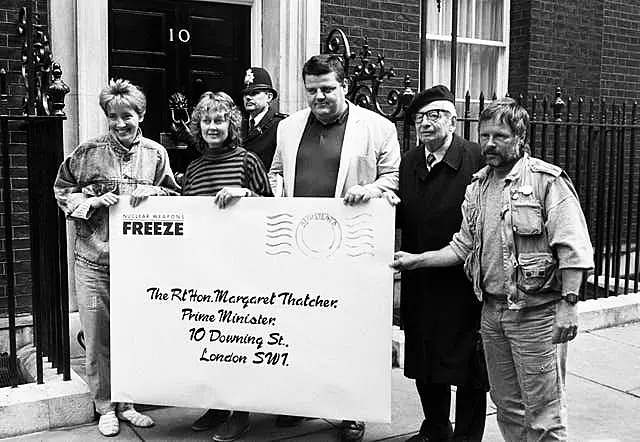 10
NUCLEAR WEAPONS
FREEZE
The Rt Hon. Margaret Thatcher,
Prime Minister,
10 Downing St.,
London SW1.